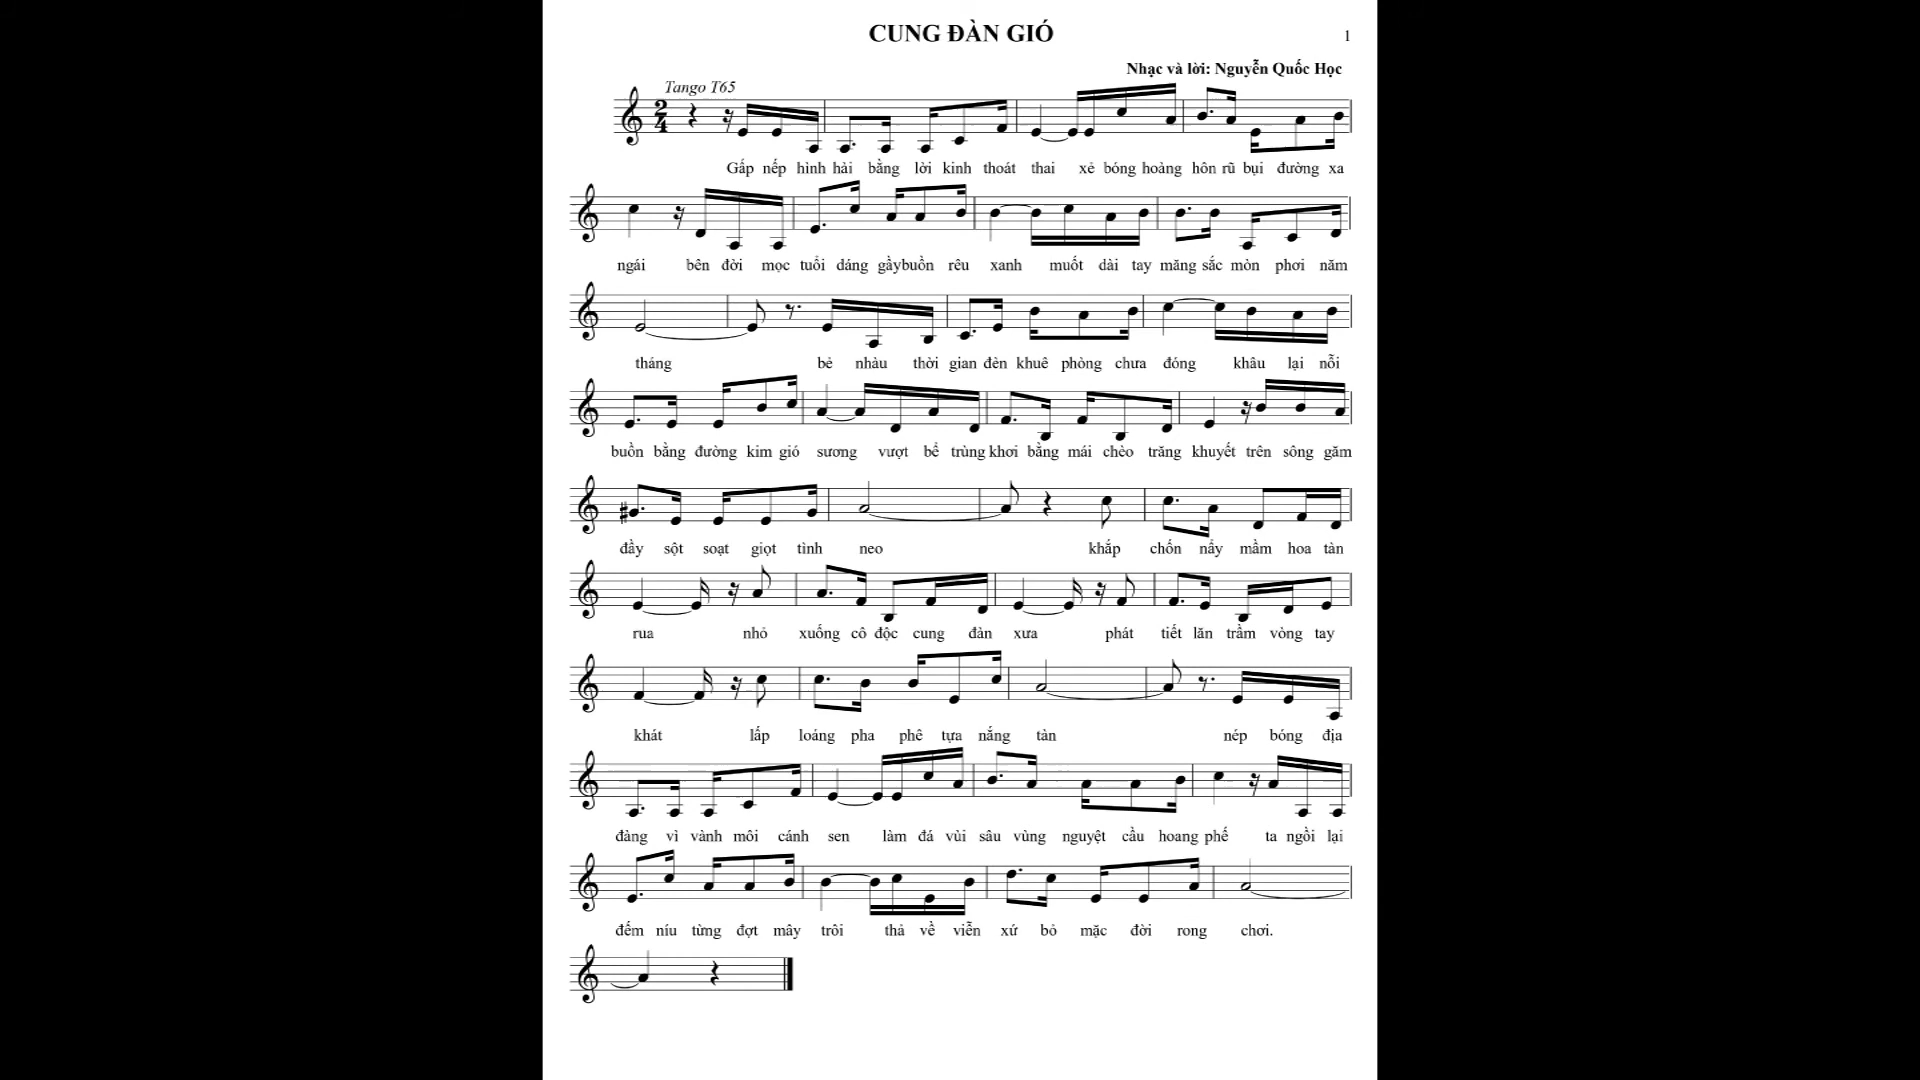 CUNG ĐÀN GIÓ
1
Nhạc và lời: Nguyễn Quốc Học
Tango T65
2
4
Gấp nếp hình hài bằng lời kinh thoát thai xẻ bóng hoàng hôn rũ bụi đường xa
ngái bên đời mọc tuổi dáng gầybuồn rêu xanh muốt dài tay măng sắc mòn phơi năm
tháng bẻ nhàu thời gian đèn khuê phòng chưa đóng khâu lại nỗi
buồn bằng đường kim gió sương vượt bể trùng khơi bằng mái chèo trăng khuyết trên sông găm
đầy sột soạt giọt tình neo khắp chốn nẩy mầm hoa tàn
rua nhỏ xuống cô độc cung đàn xưa phát tiết lăn trầm vòng tay
khát lấp loáng pha phê tựa nắng tàn nép bóng địa
đàng vì vành môi cánh sen làm đá vùi sâu vùng nguyệt cầu hoang phế ta ngồi lại
đếm níu từng đợt mây trôi thả về viễn xứ bỏ mặc đời rong chơi.